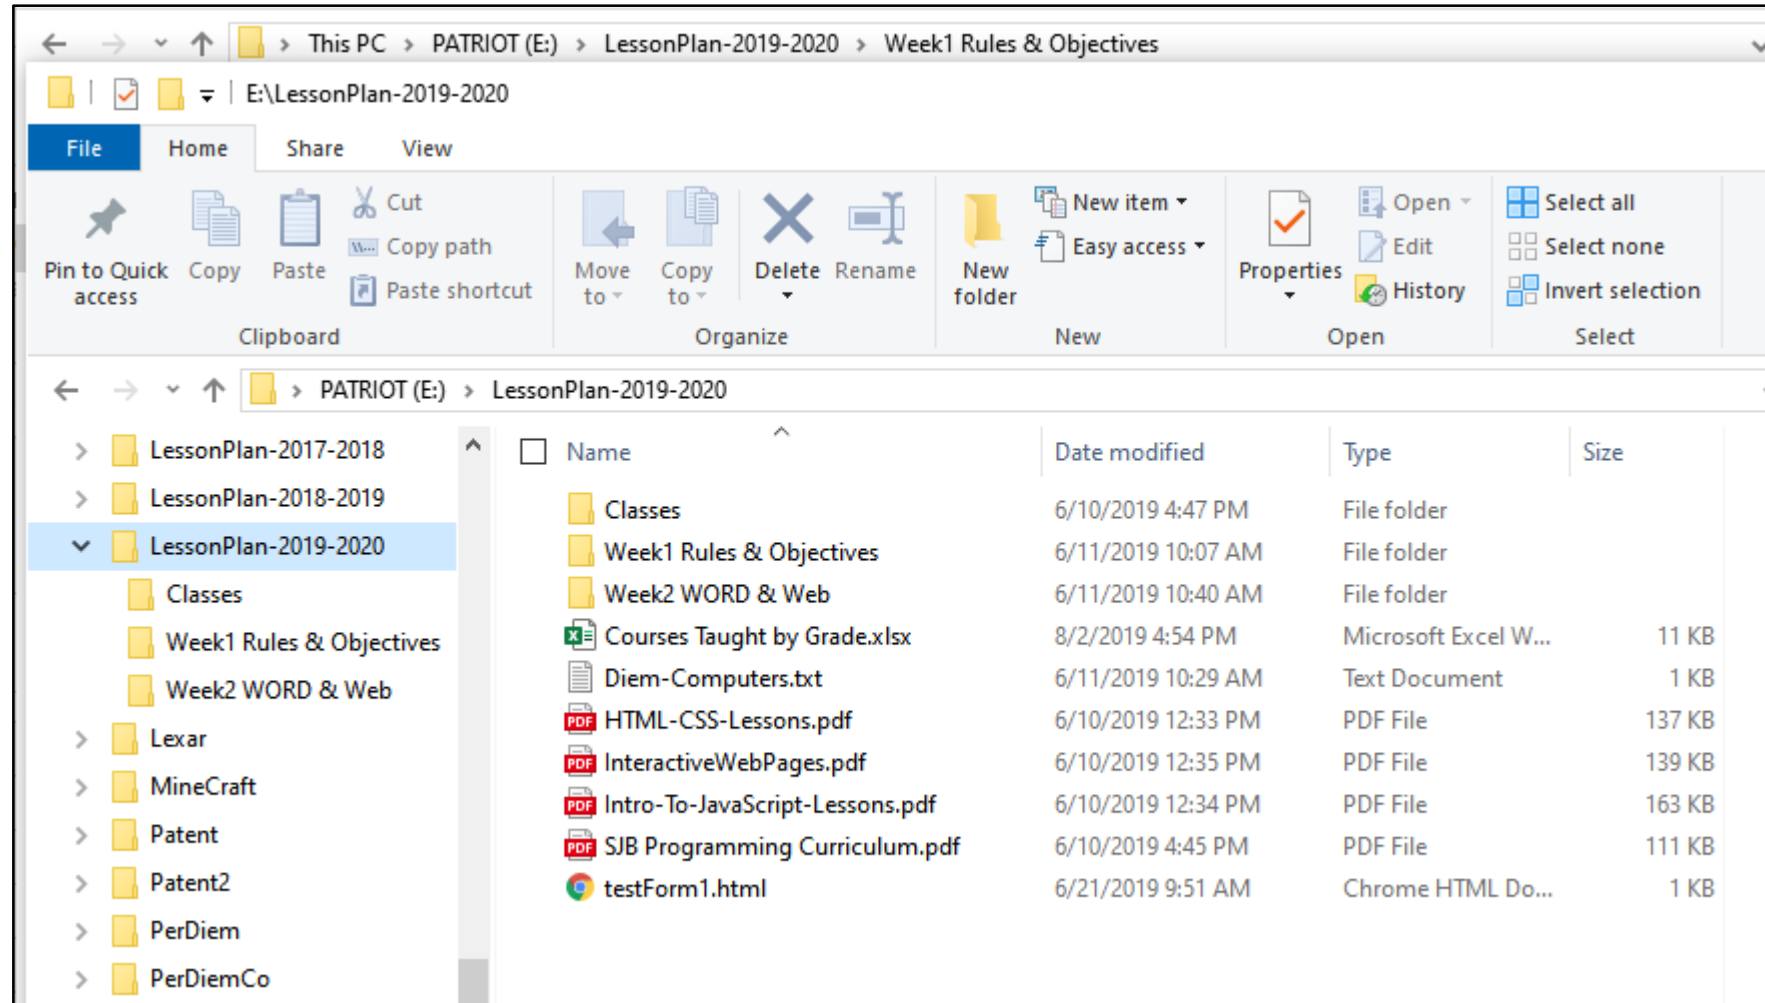 This PC > PATRIOT (E:) > LessonPlan-2019-2020 > Week1 Rules & Objectives
E:\LessonPlan-2019-2020
File Home Share View
Pin to Quick access
Copy
Paste
Cut
Copy path
Paste shortcut
Clipboard
Move to
Copy to
Delete
Rename
Organize
New folder
New item
Easy access
New
Properties
Open
Edit
History
Open
Select all
Select none
Invert selection
Select
PATRIOT (E:) > LessonPlan-2019-2020
LessonPlan-2017-2018
LessonPlan-2018-2019
LessonPlan-2019-2020
Classes
Week1 Rules & Objectives
Week2 WORD & Web
Lexar
MineCraft
Patent
Patent2
PerDiem
PerDiemCo
Name Date modified Type Size
Classes 6/10/2019 4:47 PM File folder
Week1 Rules & Objectives 6/11/2019 10:07 AM File folder
Week2 WORD & Web 6/11/2019 10:40 AM File folder
Courses Taught by Grade.xlsx 8/2/2019 4:54 PM Microsoft Excel W... 11 KB
Diem-Computers.txt 6/11/2019 10:29 AM Text Document 1 KB
PDF HTML-CSS-Lessons.pdf 6/10/2019 12:33 PM PDF File 137 KB
PDF InteractiveWebPages.pdf 6/10/2019 12:35 PM PDF File 139 KB
PDF Intro-To-JavaScript-Lessons.pdf 6/10/2019 12:34 PM PDF File 163 KB
PDF SJB Programming Curriculum.pdf 6/10/2019 4:45 PM PDF File 111 KB
testForm1.html 6/21/2019 9:51 AM Chrome HTML Do... 1 KB